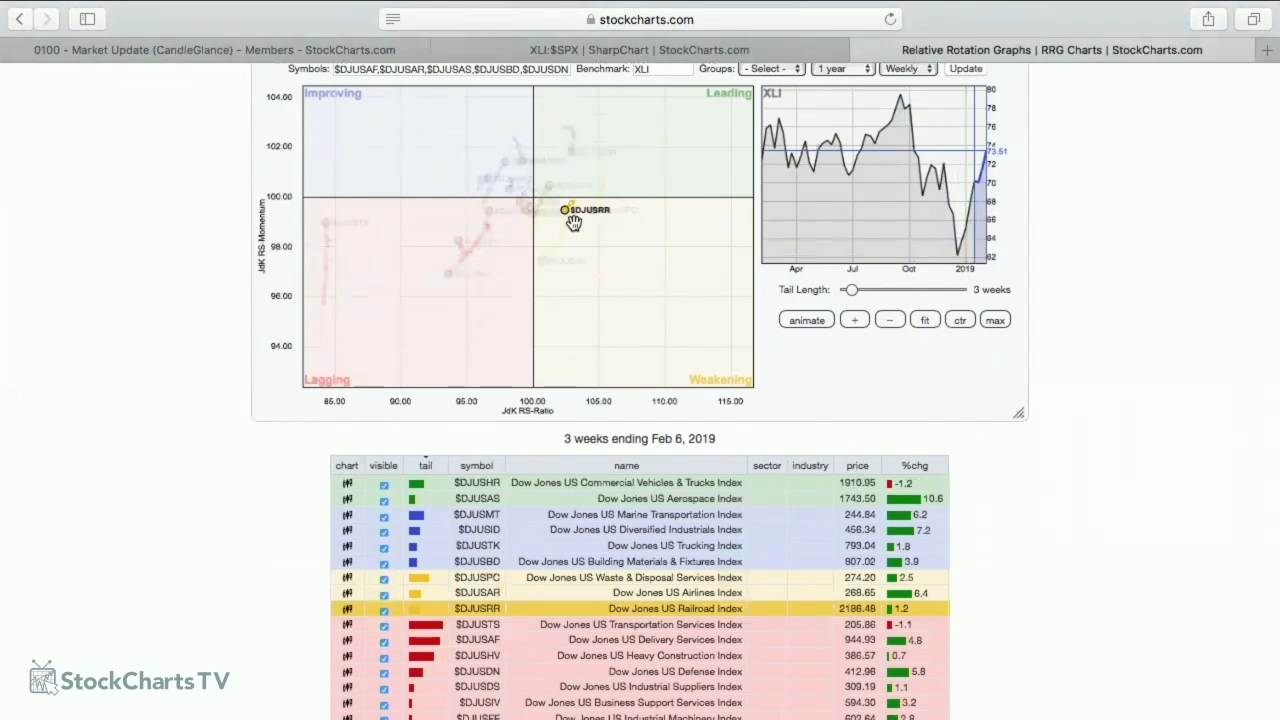 stockcharts.com
0100 - Market Update (CandleGlance) - Members - StockCharts.com
XLI:$SPX | SharpChart | StockCharts.com
Relative Rotation Graphs | RRG Charts | StockCharts.com
Symbols: $DJUSAF,$DJUSAR,$DJUSAS,$DJUSBD,$DJUSDN Benchmark: XLI Groups: - Select - 1 year Weekly Update
Improving Leading
104.00
102.00
100.00
98.00
96.00
94.00
JdK RS-Momentum
$DJUSRR
Lagging Weakening
85.00 90.00 95.00 100.00 105.00 110.00 115.00
JdK RS-Ratio
XLI
80
78
76
74
73.51
72
70
68
66
64
62
Apr Jul Oct 2019
Tail Length: 3 weeks
animate + - fit ctr max
3 weeks ending Feb 6, 2019
chart visible tail symbol name sector industry price %chg
$DJUSHR Dow Jones US Commercial Vehicles & Trucks Index 1910.95 -1.2
$DJUSAS Dow Jones US Aerospace Index 1743.50 10.6
$DJUSMT Dow Jones US Marine Transportation Index 244.84 6.2
$DJUSID Dow Jones US Diversified Industrials Index 456.34 7.2
$DJUSTK Dow Jones US Trucking Index 793.04 1.8
$DJUSBD Dow Jones US Building Materials & Fixtures Index 807.02 3.9
$DJUSPC Dow Jones US Waste & Disposal Services Index 274.20 2.5
$DJUSAR Dow Jones US Airlines Index 268.65 6.4
$DJUSRR Dow Jones US Railroad Index 2186.48 1.2
$DJUSTS Dow Jones US Transportation Services Index 205.86 -1.1
$DJUSAF Dow Jones US Delivery Services Index 944.93 4.8
$DJUSHV Dow Jones US Heavy Construction Index 386.57 0.7
$DJUSDN Dow Jones US Defense Index 412.96 5.8
$DJUSDS Dow Jones US Industrial Suppliers Index 309.19 1.1
$DJUSIV Dow Jones US Business Support Services Index 594.30 3.2
$DJUSFE Dow Jones US Industrial Machinery Index 602.64 2.8
StockChartsTV